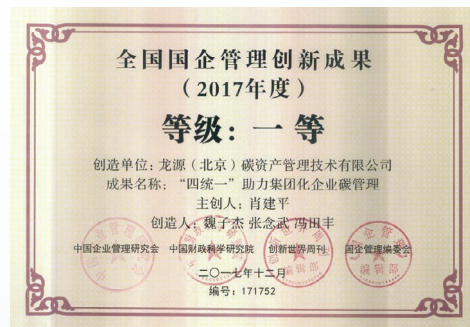 全国国企管理创新成果
（2017年度）
等级：一等
创造单位：龙源（北京）碳资产管理技术有限公司
成果名称：“四统一”助力集团化企业碳管理
主创人：肖建平
创造人：魏子杰 张念武 冯田丰
中国企业管理研究会 中国财政科学研究院 创新世界周刊 国企管理编委会
二〇一七年十二月
编号：171752